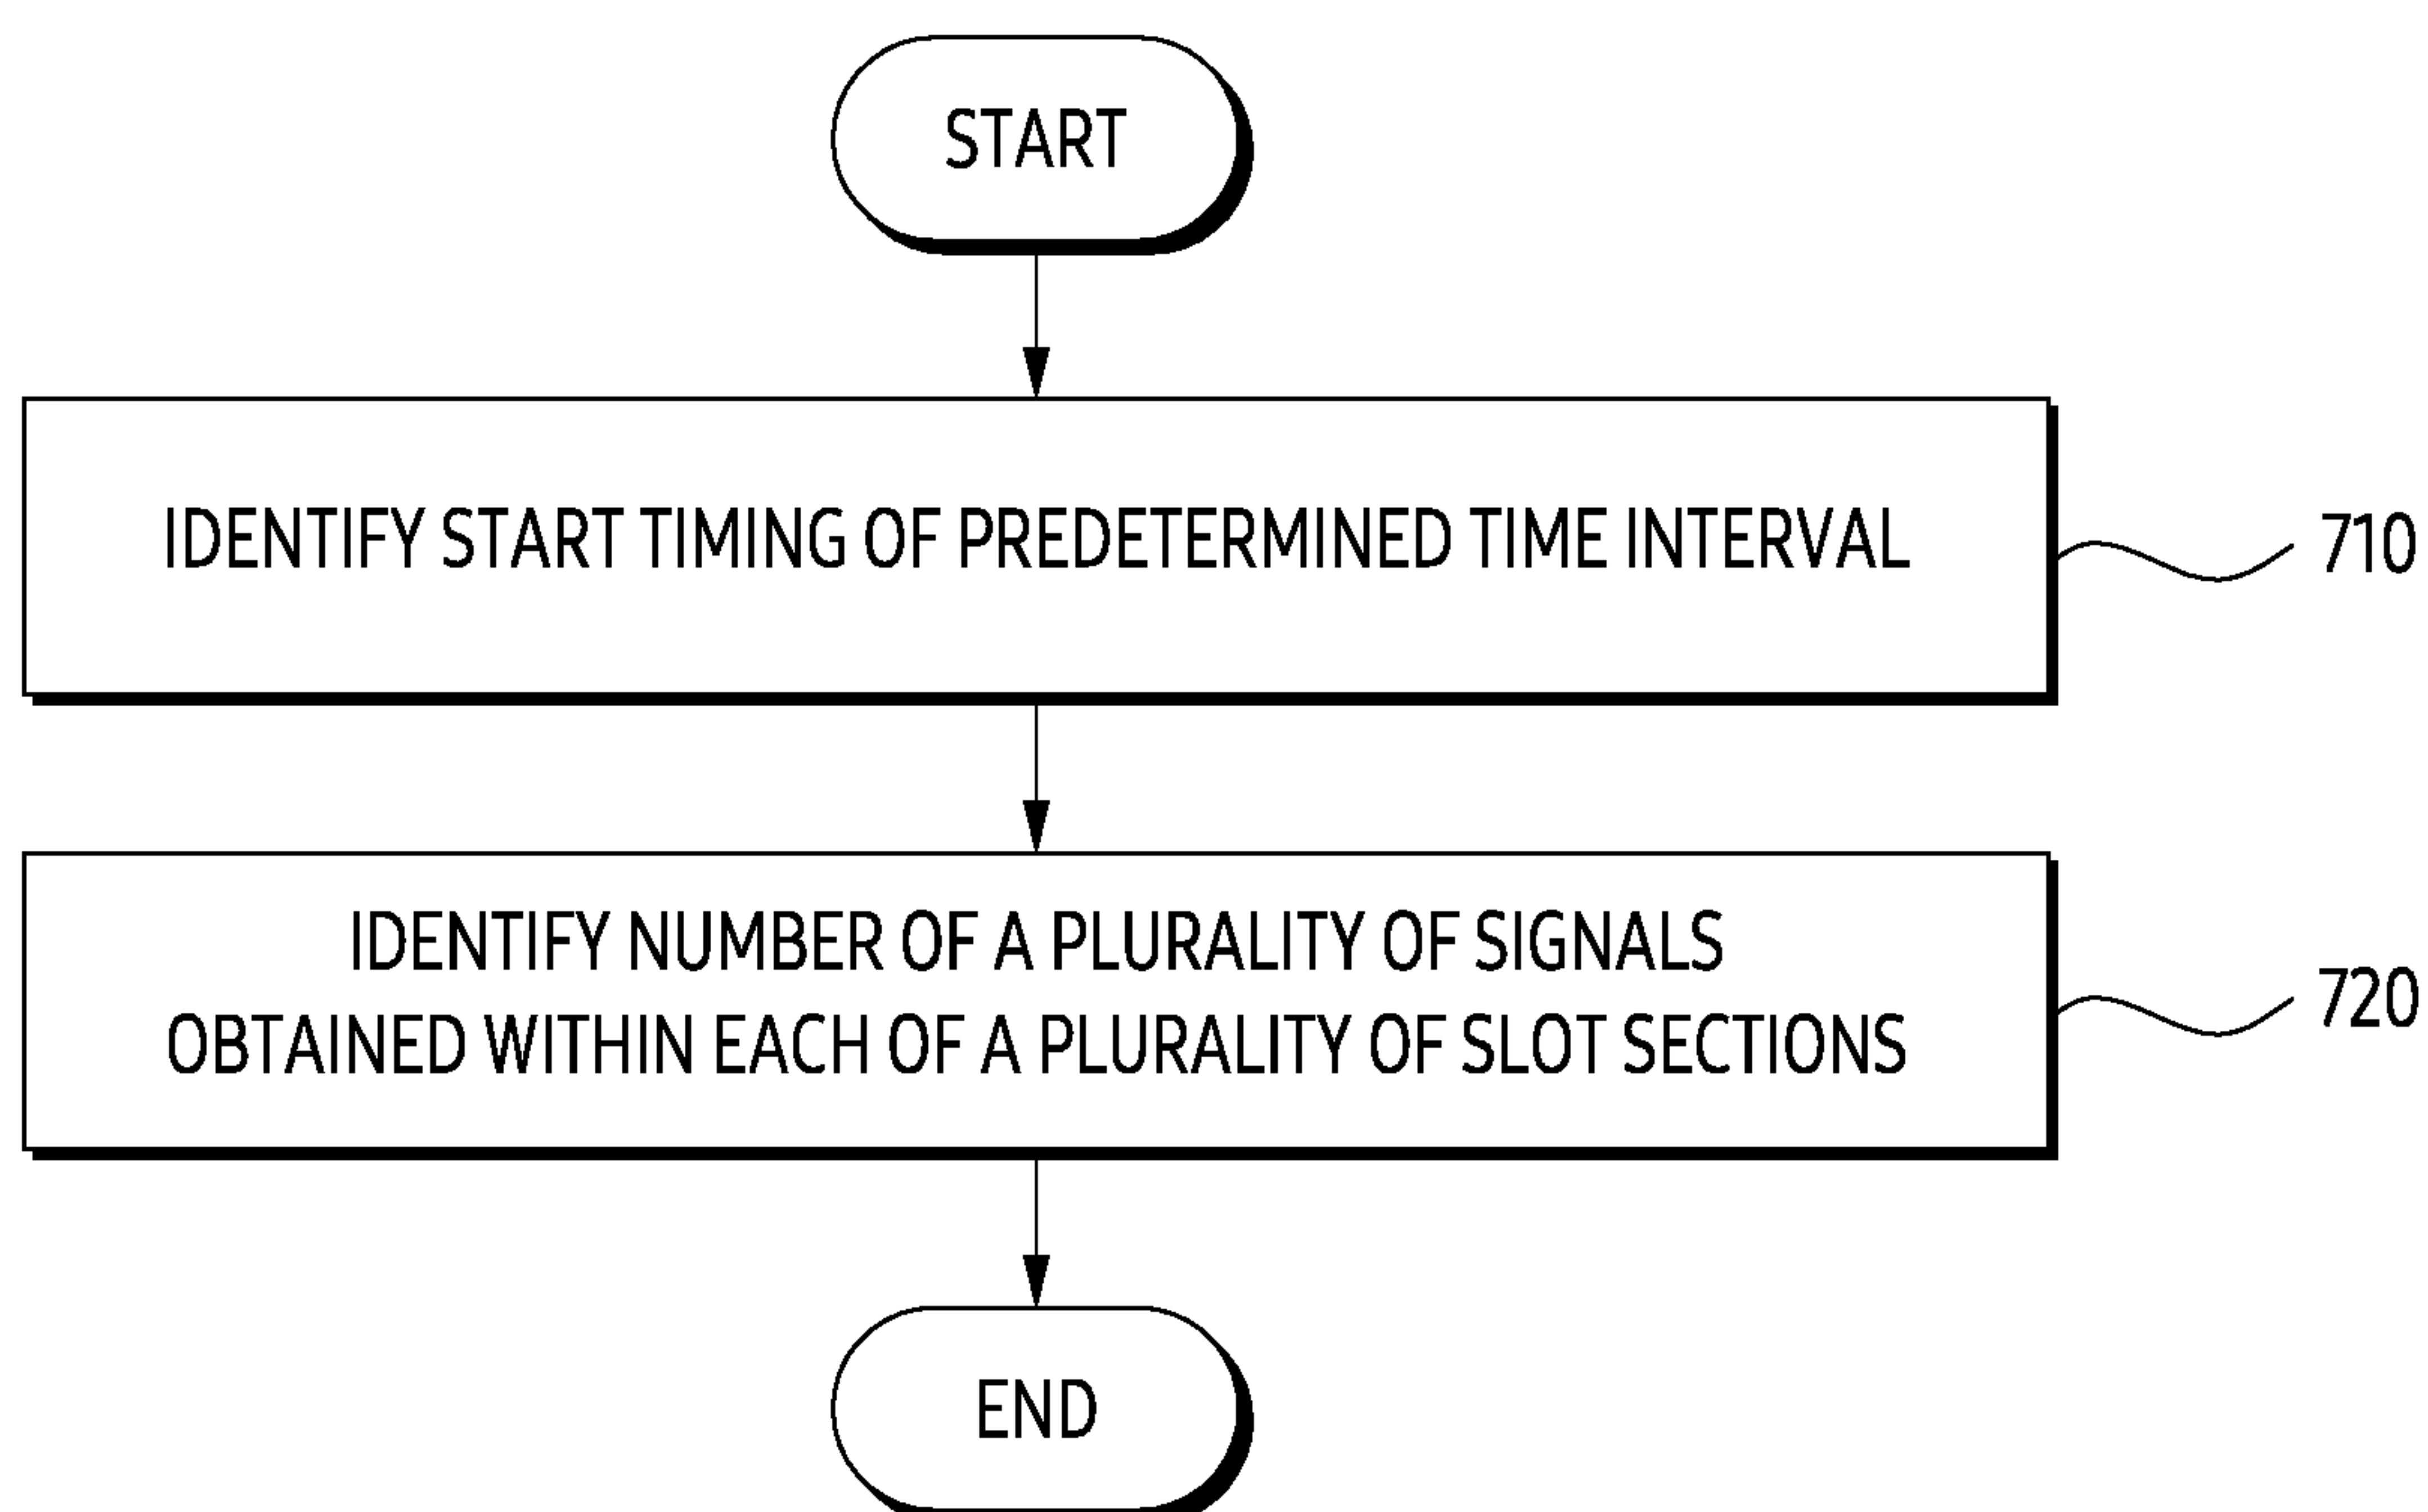 START
IDENTIFY START TIMING OF PREDETERMINED TIME INTERVAL
710
IDENTIFY NUMBER OF A PLURALITY OF SIGNALS
OBTAINED WITHIN EACH OF A PLURALITY OF SLOT SECTIONS
720
END